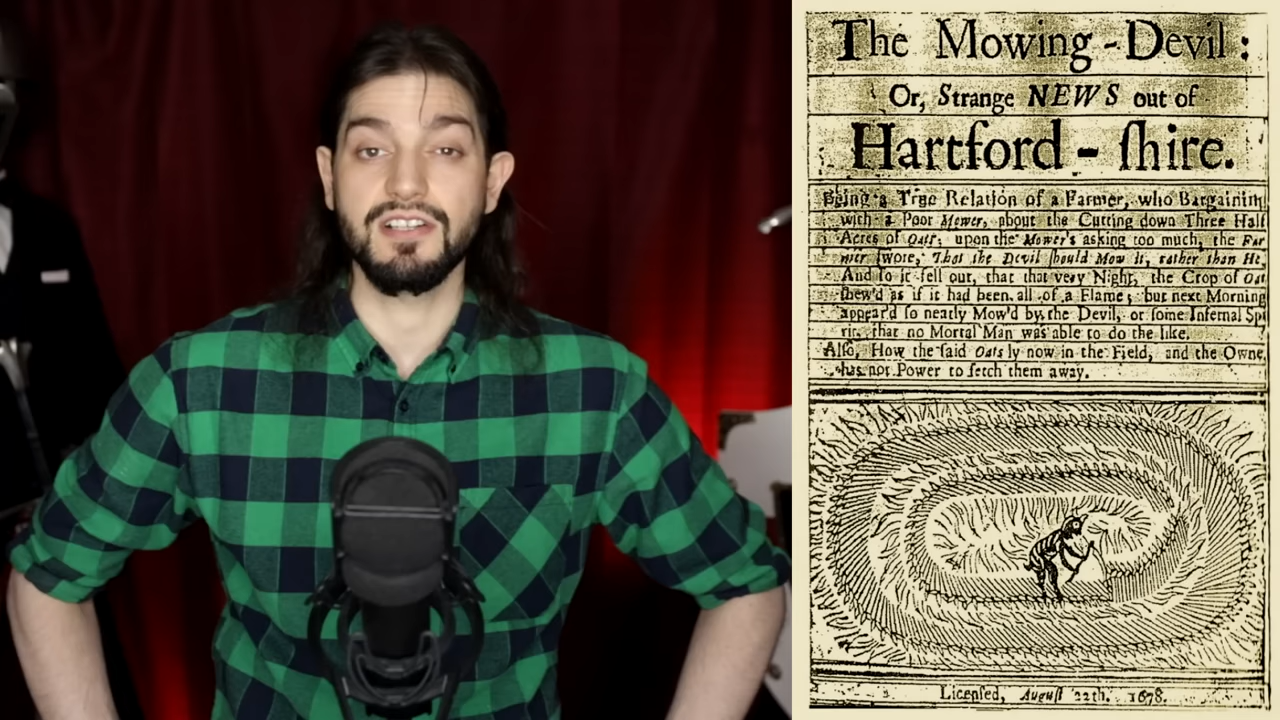 The Mowing-Devil:
Or, Strange NEWS out of
Hartford-ſhire.
Being a True Relation of a Farmer, who Bargaining
with a Poor Mower, about the Cutting down Three Half
Acres of Oats; upon the Mower's asking too much, the Far
mer ſwore, That the Devil ſhould Mow it, rather than He.
And ſo it fell out, that that very Night, the Crop of Oat
ſhew'd as if it had been all of a Flame; but next Morning
appear'd ſo neatly Mow'd by the Devil, or ſome Infernal Spi
rit, that no Mortal Man was able to do the like.
Alſo, How the ſaid Oats ly now in the Field, and the Owne
has not Power to fetch them away.
Licenſed, Auguſt 22th. 1678.